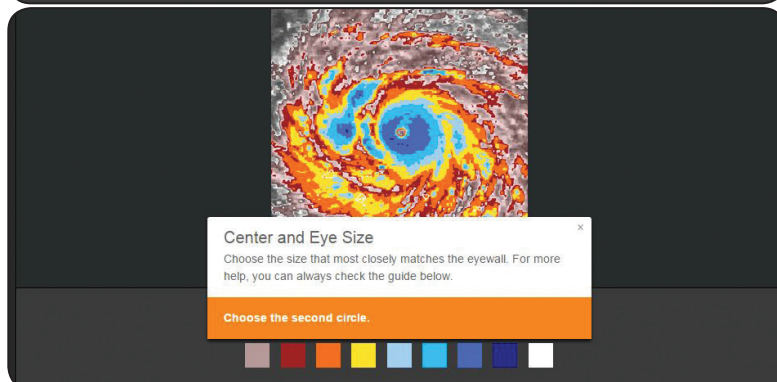 Center and Eye Size
×
Choose the size that most closely matches the eyewall. For more
help, you can always check the guide below.
Choose the second circle.